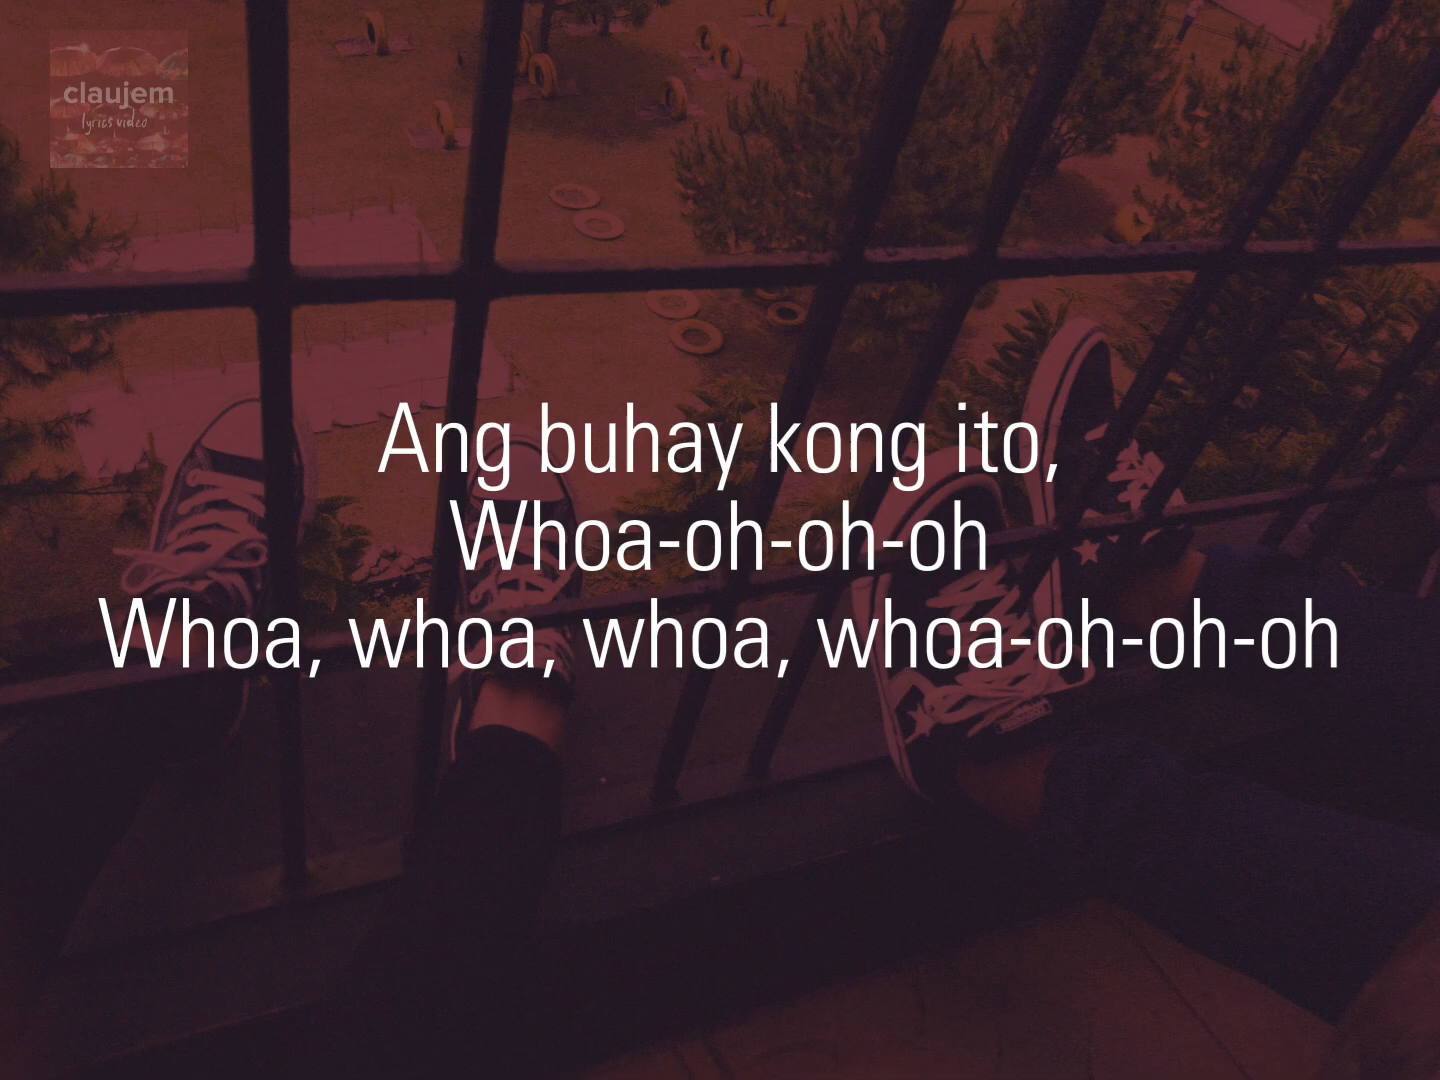 claujem
lyrics video
Ang buhay kong ito,
Whoa-oh-oh-oh
Whoa, whoa, whoa, whoa-oh-oh-oh